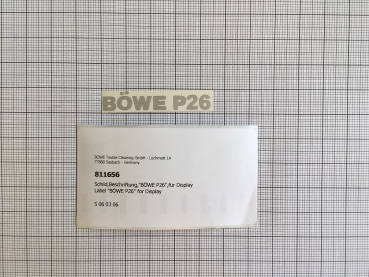 BÖWE P26
BÖWE Textile Cleaning GmbH - Lochmatt 1A
77880 Sasbach - Germany
811656
Schild,Beschriftung,"BÖWE P26",für Display
Label "BÖWE P26" for Display
S 06 03 06